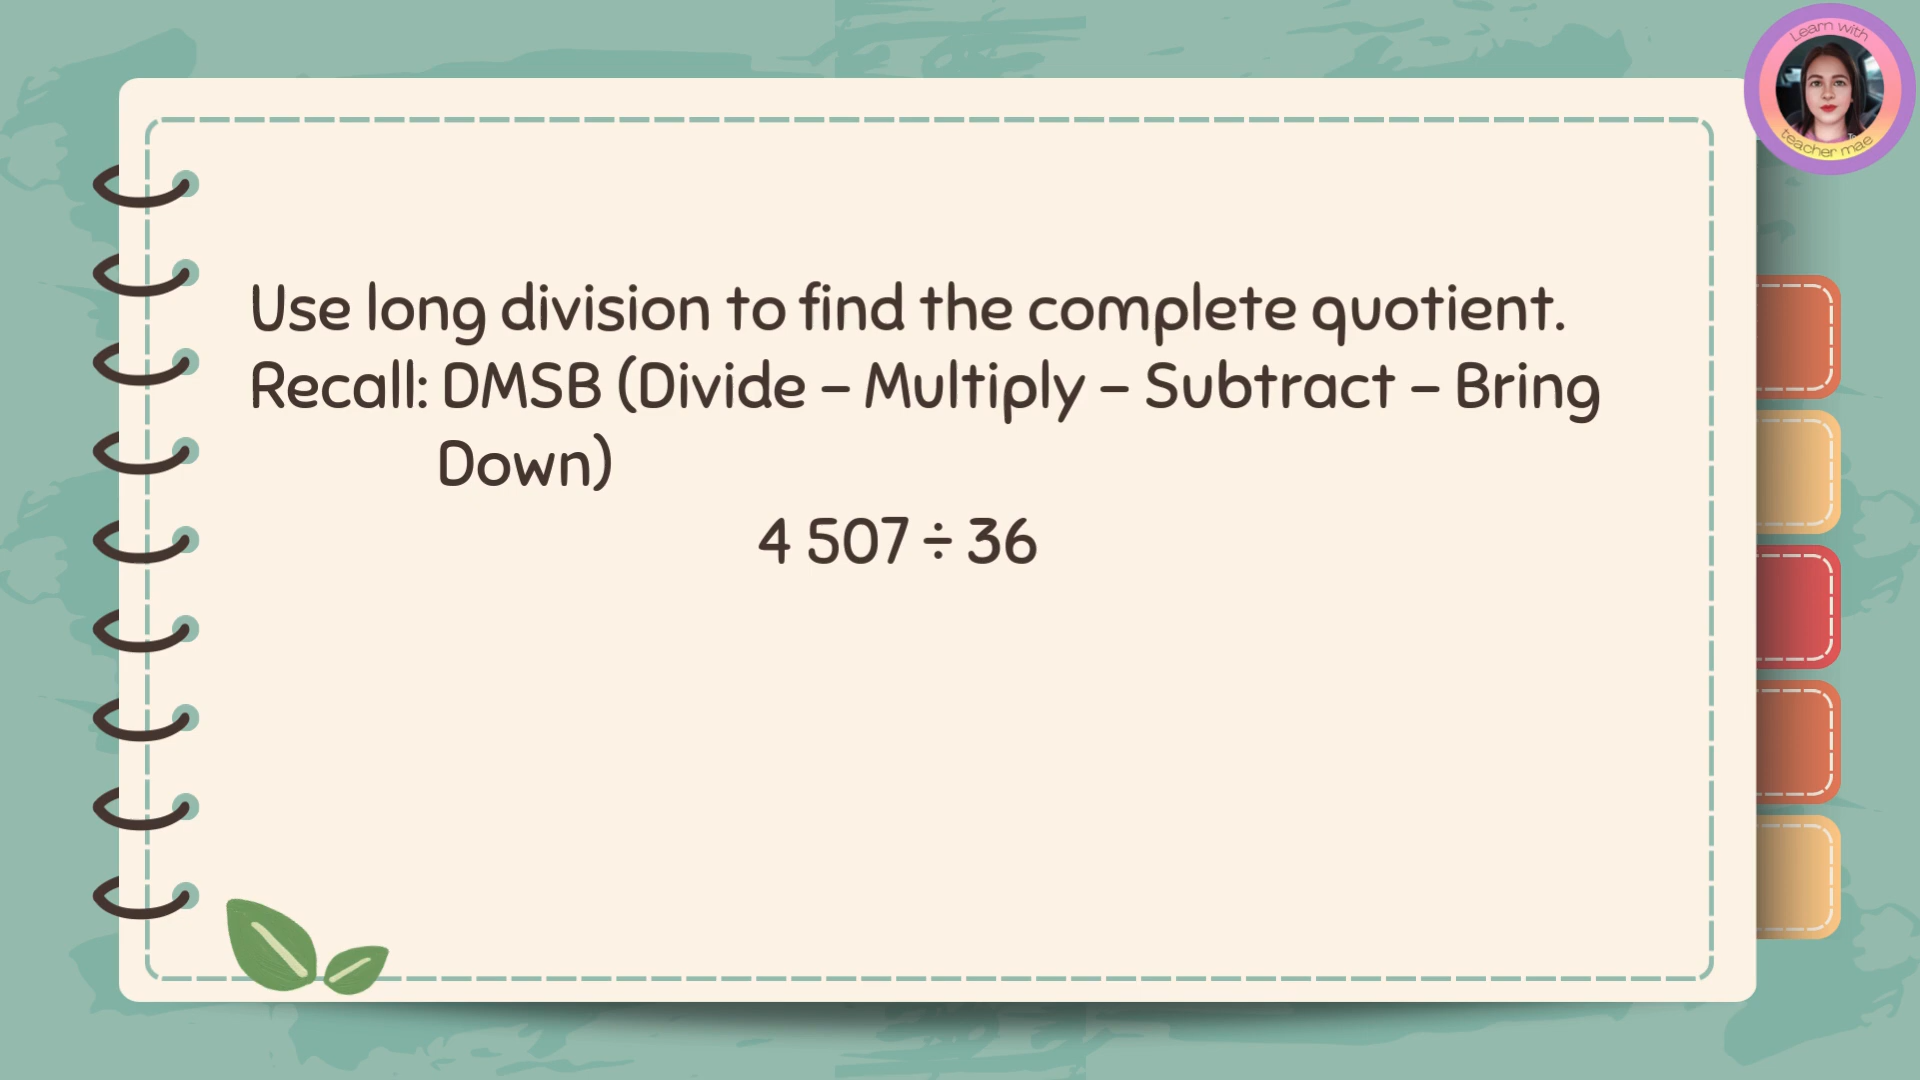 Learn with
teacher mae
Use long division to find the complete quotient.
Recall: DMSB (Divide – Multiply – Subtract – Bring
Down)
4 507 ÷ 36